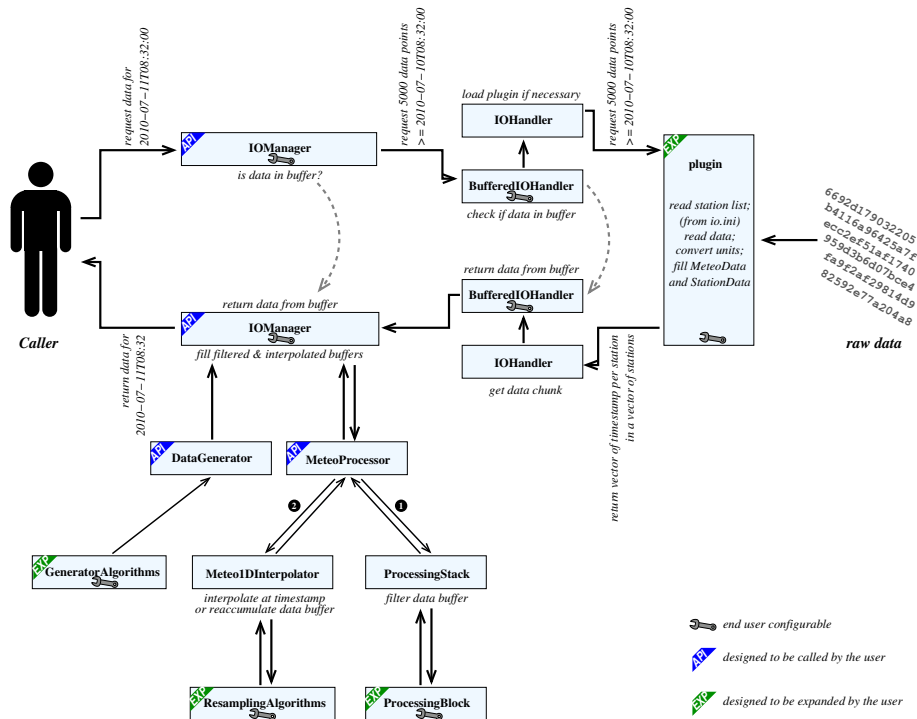 request data for
2010−07−11T08:32:00
request 5000 data points
>= 2010−07−10T08:32:00
request 5000 data points
>= 2010−07−10T08:32:00
load plugin if necessary
API
IOManager
is data in buffer?
IOHandler
BufferedIOHandler
check if data in buffer
EXP
plugin
read station list;
(from io.ini)
read data;
convert units;
fill MeteoData
and StationData
6692d179032205
b4116a96425a7f
ecc2ef51af1740
959d3b6d07bce4
fa9f2af29814d9
82592e77a204a8
raw data
Caller
return data from buffer
API
IOManager
fill filtered & interpolated buffers
return data from buffer
BufferedIOHandler
IOHandler
get data chunk
return data for
2010−07−11T08:32
return vector of timestamp per station
in a vector of stations
API
DataGenerator
API
MeteoProcessor
2
1
EXP
GeneratorAlgorithms
Meteo1DInterpolator
interpolate at timestamp
or reaccumulate data buffer
ProcessingStack
filter data buffer
EXP
ResamplingAlgorithms
EXP
ProcessingBlock
end user configurable
API
designed to be called by the user
EXP
designed to be expanded by the user